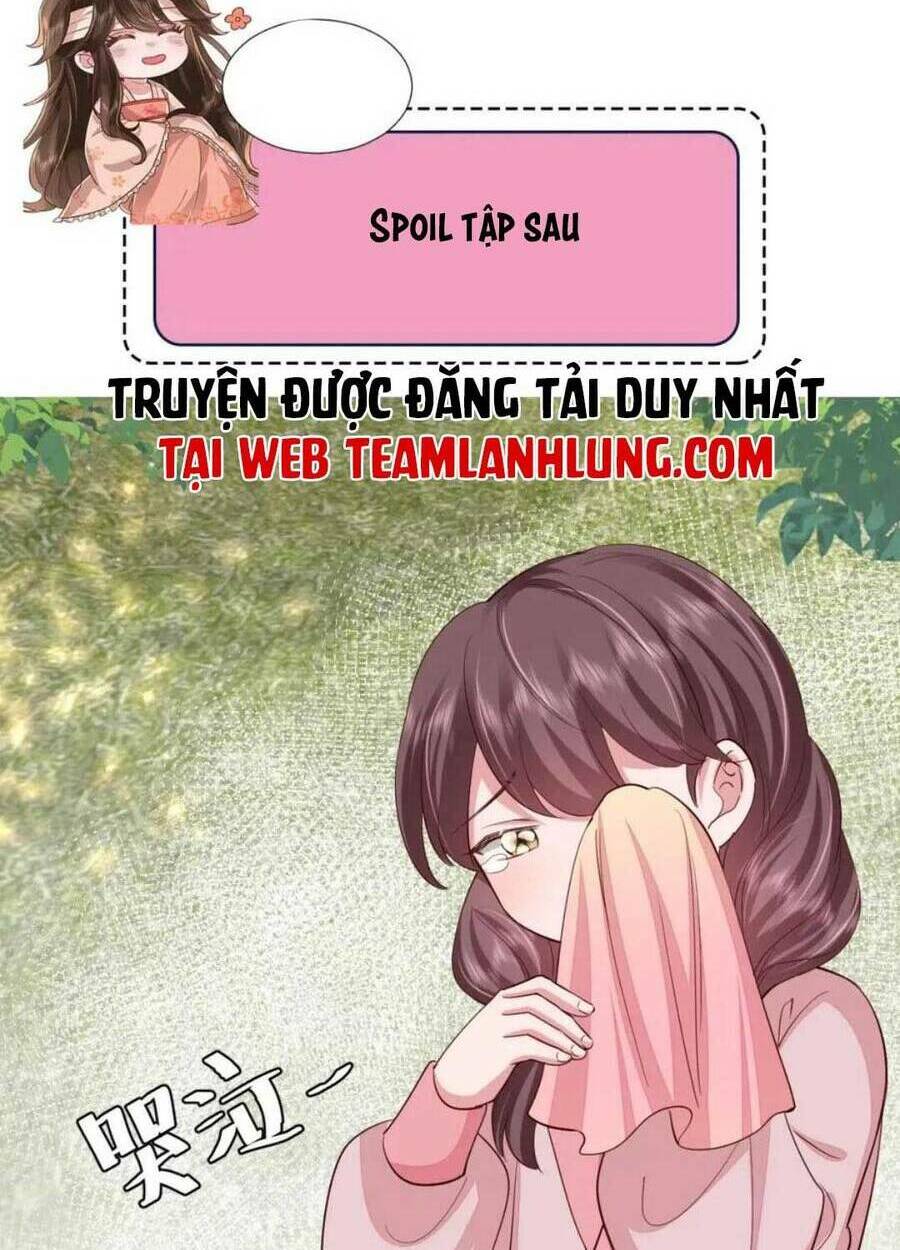 SPOIL TẬP SAU
TRUYỆN ĐƯỢC ĐĂNG TẢI DUY NHẤT
TẠI WEB TEAMLANHLUNG.COM
哭泣